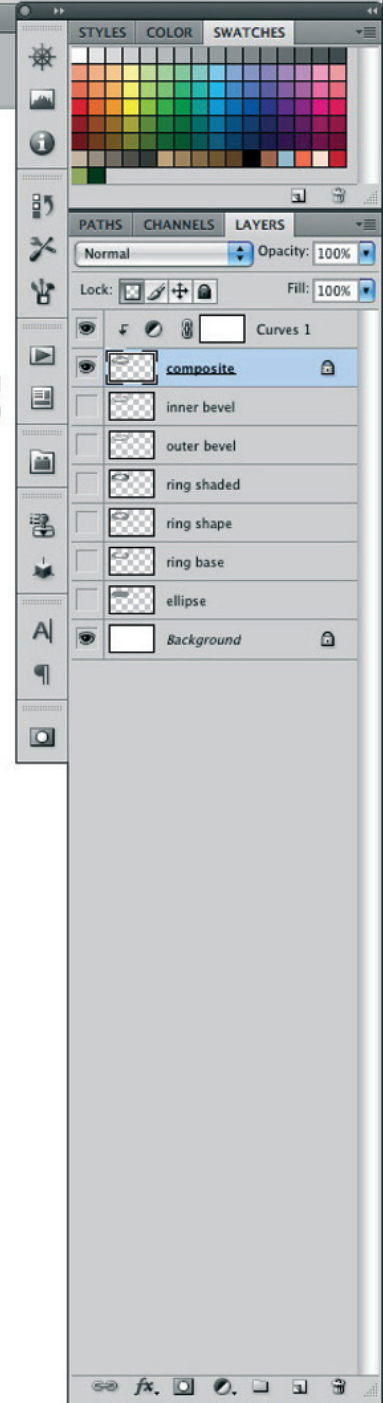 STYLES COLOR SWATCHES
PATHS CHANNELS LAYERS
Normal Opacity: 100%
Lock: Fill: 100%
Curves 1
composite
inner bevel
outer bevel
ring shaded
ring shape
ring base
ellipse
Background
A
¶
fx.